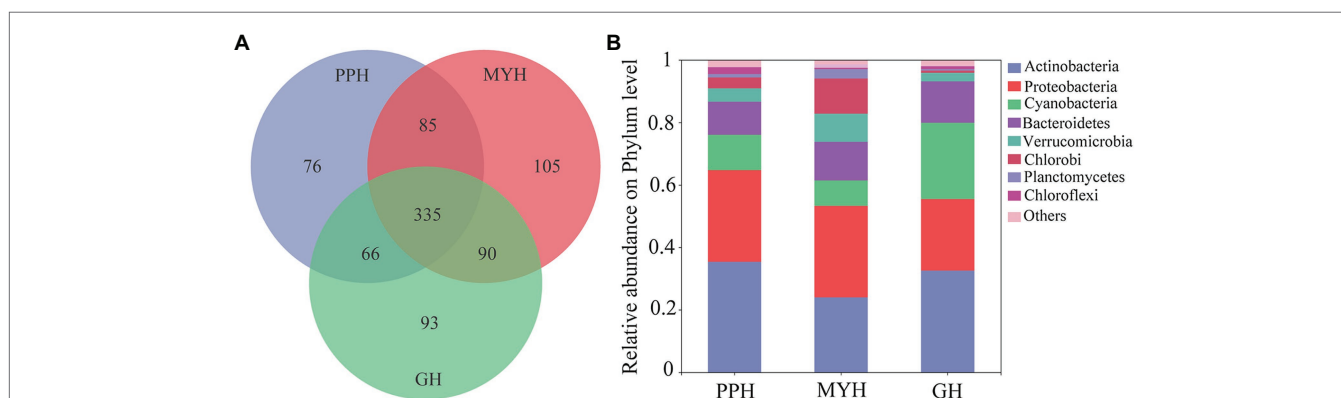 A
PPH
MYH
85
76
105
335
66
90
93
GH
B
Relative abundance on Phylum level
1
0.8
0.6
0.4
0.2
0
PPH
MYH
GH
Actinobacteria
Proteobacteria
Cyanobacteria
Bacteroidetes
Verrucomicrobia
Chlorobi
Planctomycetes
Chloroflexi
Others